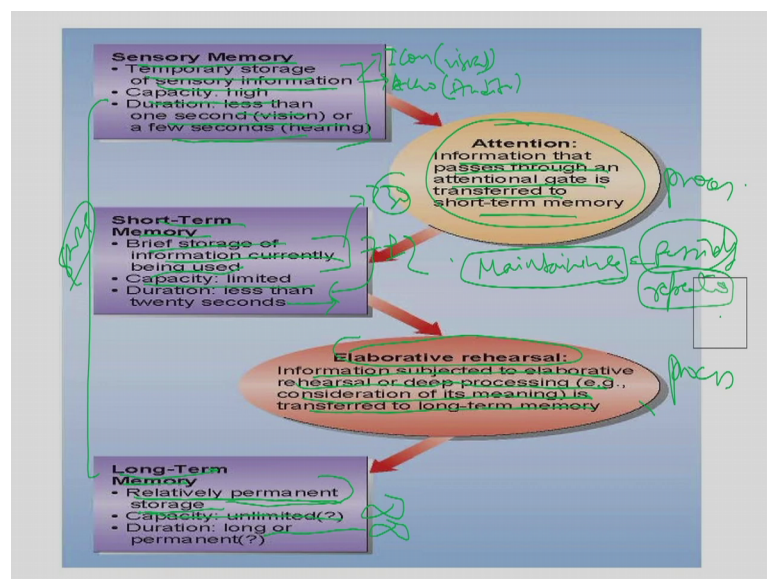 Sensory Memory
• Temporary storage
of sensory information
• Capacity: high
• Duration: less than
one second (vision) or
a few seconds (hearing)
Icon (visual)
Attention:
Information that
passes through an
attentional gate is
transferred to
short-term memory
process.
Short-Term
Memory
• Brief storage of
information currently
being used
• Capacity: limited
• Duration: less than
twenty seconds
7±2.
Elaborative rehearsal:
Information subjected to elaborative
rehearsal or deep processing (e.g.,
consideration of its meaning) is
transferred to long-term memory
process
Long-Term
Memory
• Relatively permanent
storage
• Capacity: unlimited(?)
• Duration: long or
permanent(?)
∞
∞